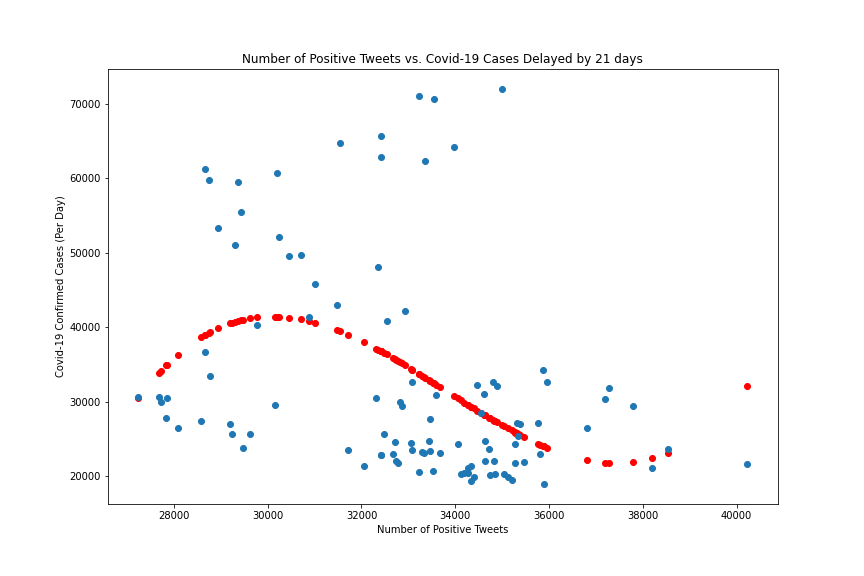 Number of Positive Tweets vs. Covid-19 Cases Delayed by 21 days
70000
60000
50000
40000
30000
20000
Covid-19 Confirmed Cases (Per Day)
28000 30000 32000 34000 36000 38000 40000
Number of Positive Tweets